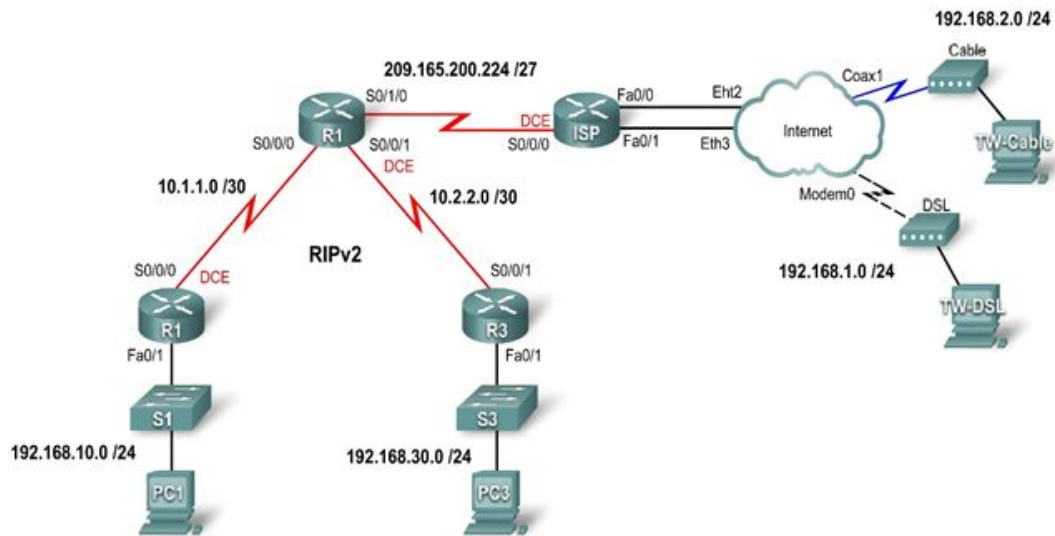 192.168.2.0 /24
Cable
209.165.200.224 /27
Coax1
S0/1/0
Fa0/0
Eht2
DCE
R1
ISP
Internet
TW-Cable
S0/0/0
S0/0/1
S0/0/0
Fa0/1
Eth3
DCE
10.1.1.0 /30
10.2.2.0 /30
Modem0
DSL
RIPv2
192.168.1.0 /24
S0/0/0
DCE
S0/0/1
TW-DSL
R1
R3
Fa0/1
Fa0/1
S1
S3
192.168.10.0 /24
192.168.30.0 /24
PC1
PC3